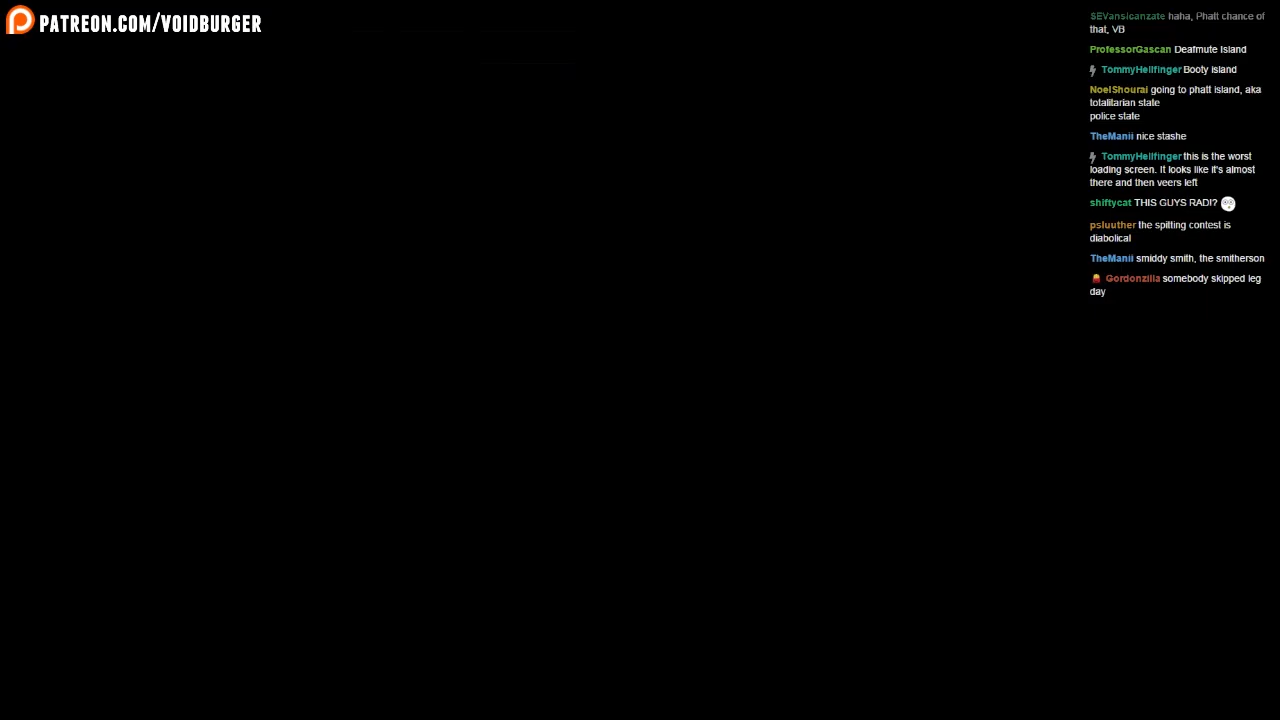 PATREON.COM/VOIDBURGER
SEVansicanzate haha, Phatt chance of
that, VB
ProfessorGascan Deafmute Island
TommyHellfinger Booty island
NoelShourai going to phatt island, aka
totalitarian state
police state
TheManii nice stashe
TommyHellfinger this is the worst
loading screen. It looks like it's almost
there and then veers left
shiftycat THIS GUYS RAD!?
psluuther the spitting contest is
diabolical
TheManii smiddy smith, the smitherson
Gordonzilla somebody skipped leg
day